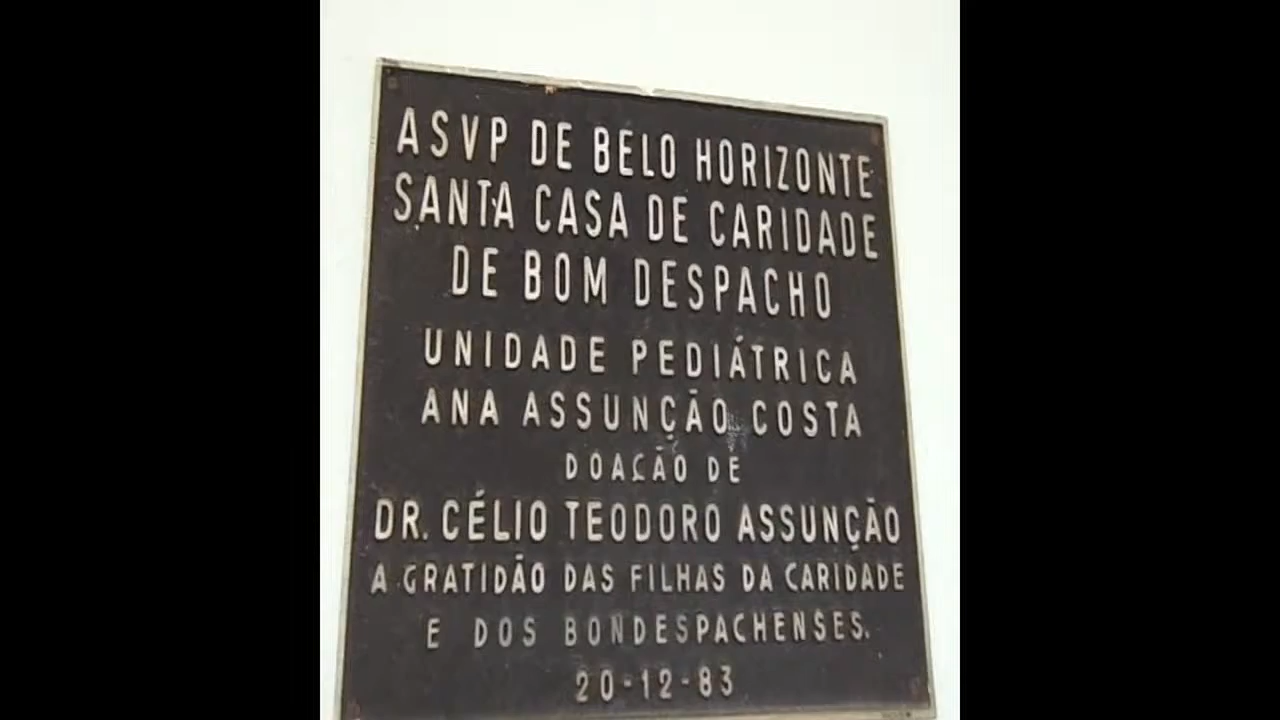 ASVP DE BELO HORIZONTE
SANTA CASA DE CARIDADE
DE BOM DESPACHO
UNIDADE PEDIÁTRICA
ANA ASSUNÇÃO COSTA
DOAÇÃO DE
DR. CÉLIO TEODORO ASSUNÇÃO
A GRATIDÃO DAS FILHAS DA CARIDADE
E DOS BONDESPACHENSES.
20-12-83